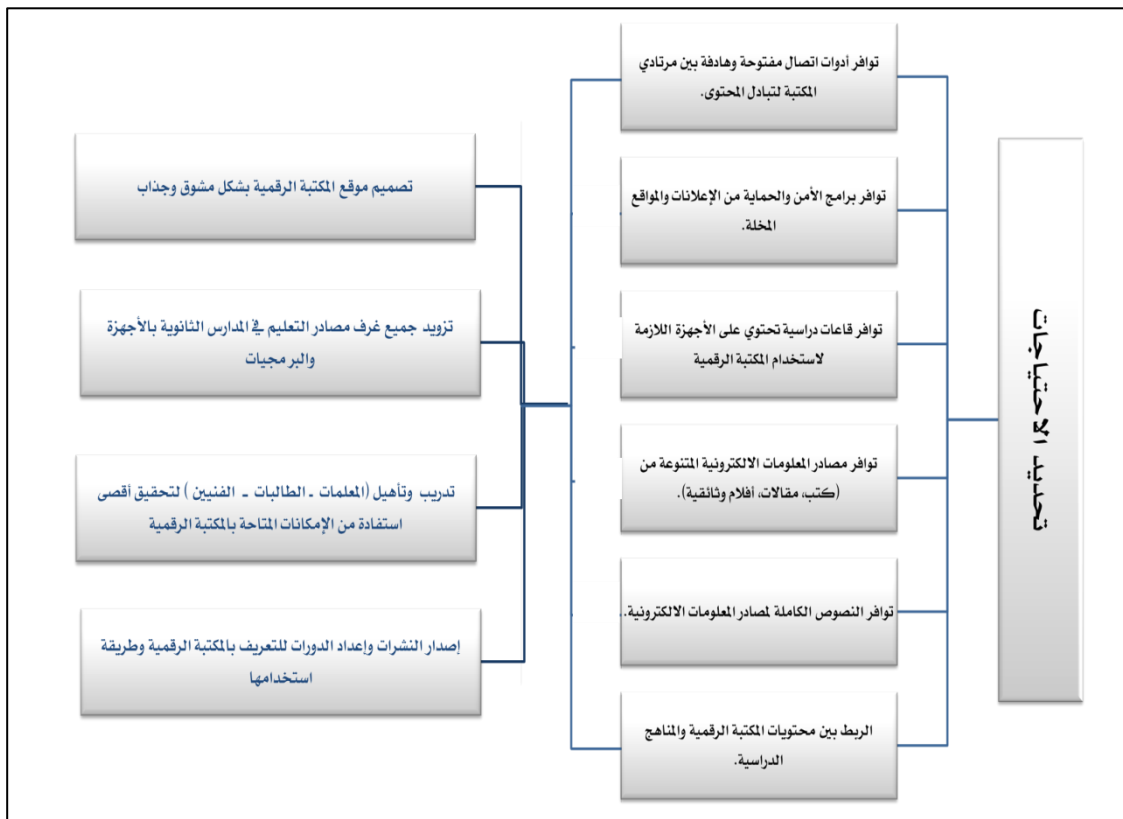 تحديد الاحتياجات
توافر أدوات اتصال مفتوحة وهادفة بين مرتادي
المكتبة لتبادل المحتوى.
توافر برامج الأمن والحماية من الإعلانات والمواقع
المخلة.
توافر قاعات دراسية تحتوي على الأجهزة اللازمة
لاستخدام المكتبة الرقمية
توافر مصادر المعلومات الالكترونية المتنوعة من
(كتب، مقالات، أفلام وثائقية).
توافر النصوص الكاملة لمصادر المعلومات الالكترونية..
الربط بين محتويات المكتبة الرقمية والمناهج
الدراسية.
تصميم موقع المكتبة الرقمية بشكل مشوق وجذاب
تزويد جميع غرف مصادر التعليم في المدارس الثانوية بالأجهزة
والبر مجيات
تدريب وتأهيل (المعلمات ـ الطالبات ـ الفنيين ) لتحقيق أقصى
استفادة من الإمكانات المتاحة بالمكتبة الرقمية
إصدار النشرات وإعداد الدورات للتعريف بالمكتبة الرقمية وطريقة
استخدامها